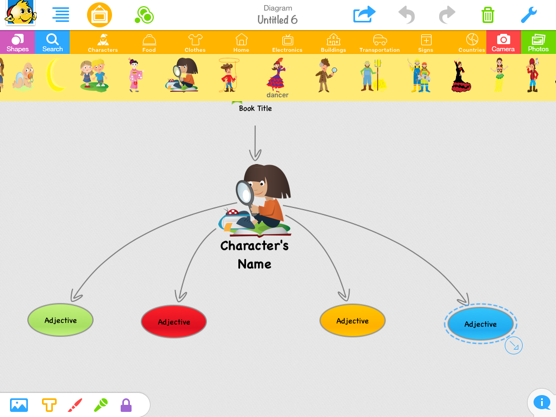 Diagram
Untitled 6
Shapes
Search
Characters
Food
Clothes
Home
Electronics
Buildings
Transportation
Signs
Countries
Camera
Photos
dancer
Book Title
Character's
Name
Adjective
Adjective
Adjective
Adjective